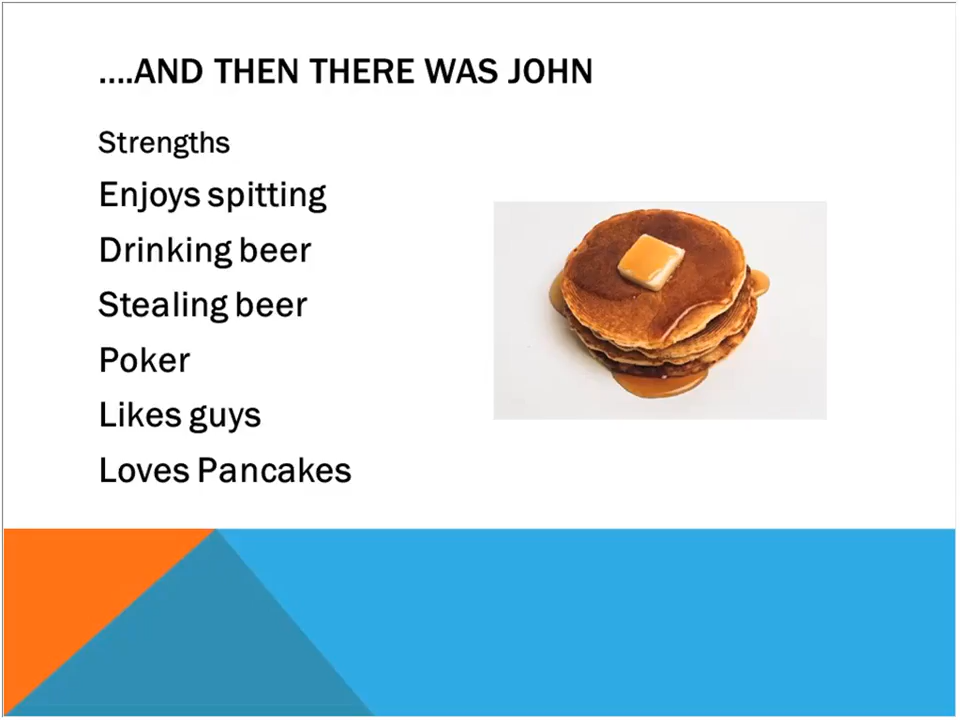 ....AND THEN THERE WAS JOHN
Strengths
Enjoys spitting
Drinking beer
Stealing beer
Poker
Likes guys
Loves Pancakes